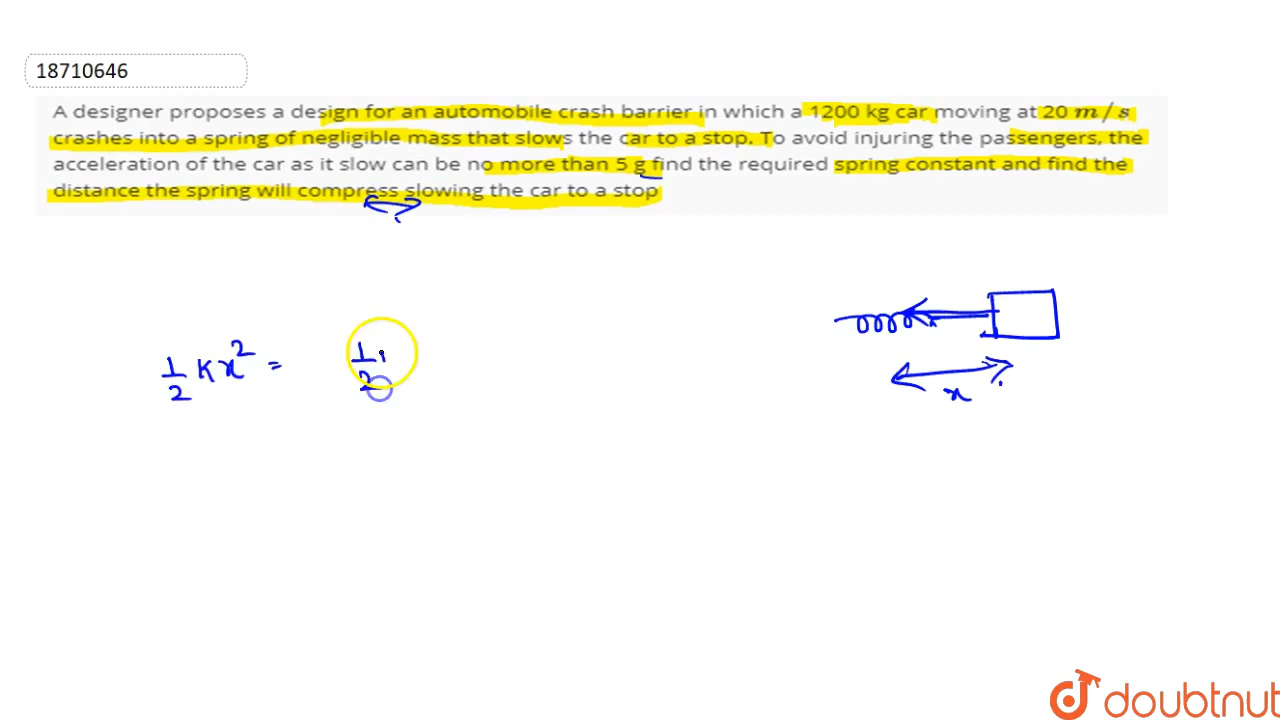 18710646
A designer proposes a design for an automobile crash barrier in which a 1200 kg car moving at 20 m/s
crashes into a spring of negligible mass that slows the car to a stop. To avoid injuring the passengers, the
acceleration of the car as it slow can be no more than 5 g find the required spring constant and find the
distance the spring will compress slowing the car to a stop
1/2 K x² = 1/2
x
doubtnut